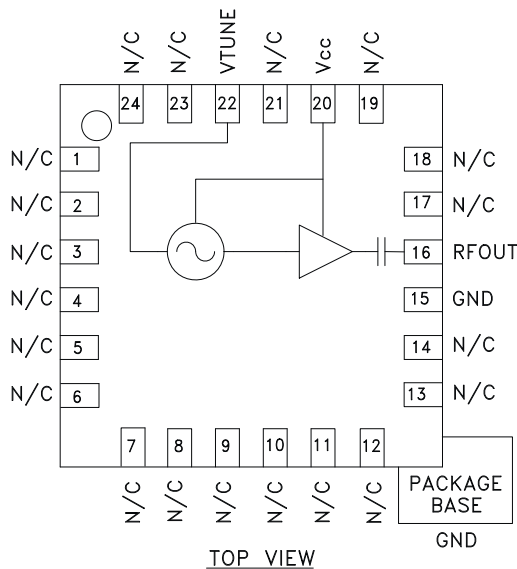 N/C N/C VTUNE N/C Vcc N/C
24 23 22 21 20 19
N/C 1 18 N/C
N/C 2 17 N/C
N/C 3 16 RFOUT
N/C 4 15 GND
N/C 5 14 N/C
N/C 6 13 N/C
7 8 9 10 11 12
N/C N/C N/C N/C N/C N/C
PACKAGE
BASE
GND
TOP VIEW